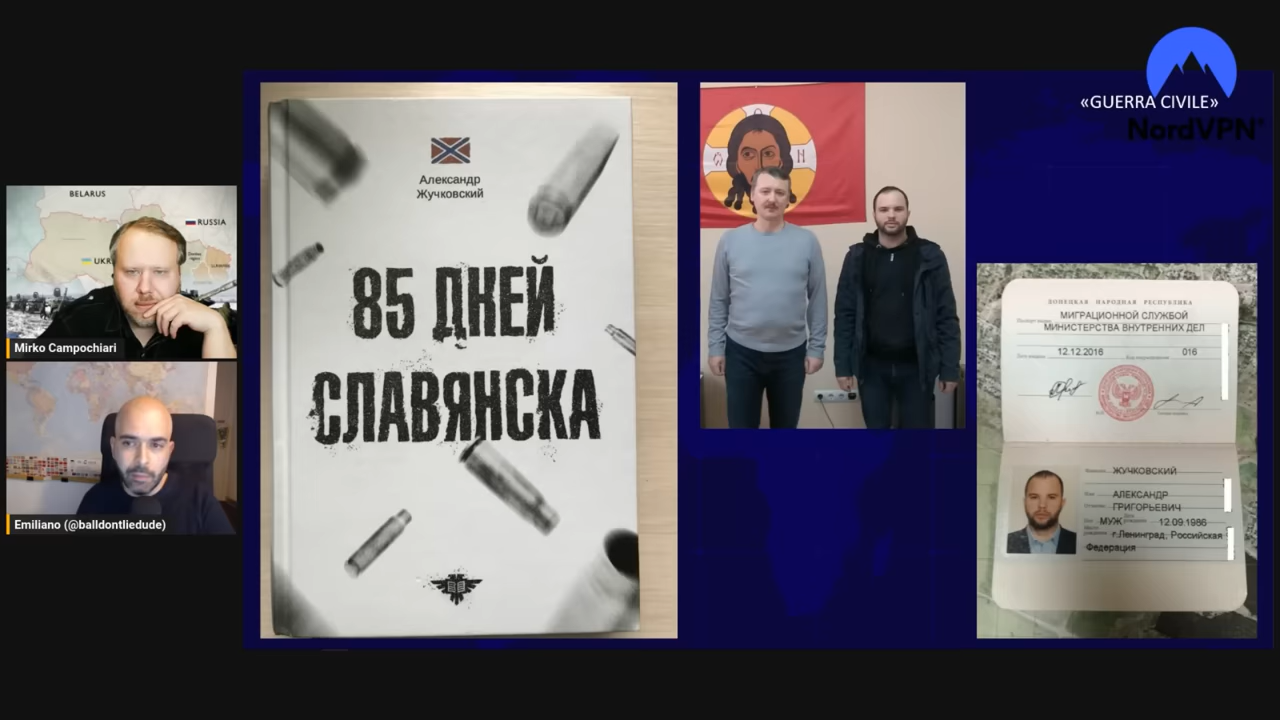 «GUERRA CIVILE»
NordVPN®
BELARUS
RUSSIA
UKR
Mirko Campochiari
Emiliano (@balldontliedude)
Александр
Жучковский
85 ДНЕЙ
СЛАВЯНСКА
ДОНЕЦКАЯ НАРОДНАЯ РЕСПУБЛИКА
МИГРАЦИОННОЙ СЛУЖБОЙ
МИНИСТЕРСТВА ВНУТРЕННИХ ДЕЛ
12.12.2016
016
ЖУЧКОВСКИЙ
АЛЕКСАНДР
ГРИГОРЬЕВИЧ
МУЖ 12.09.1986
г.Ленинград, Российская
Федерация